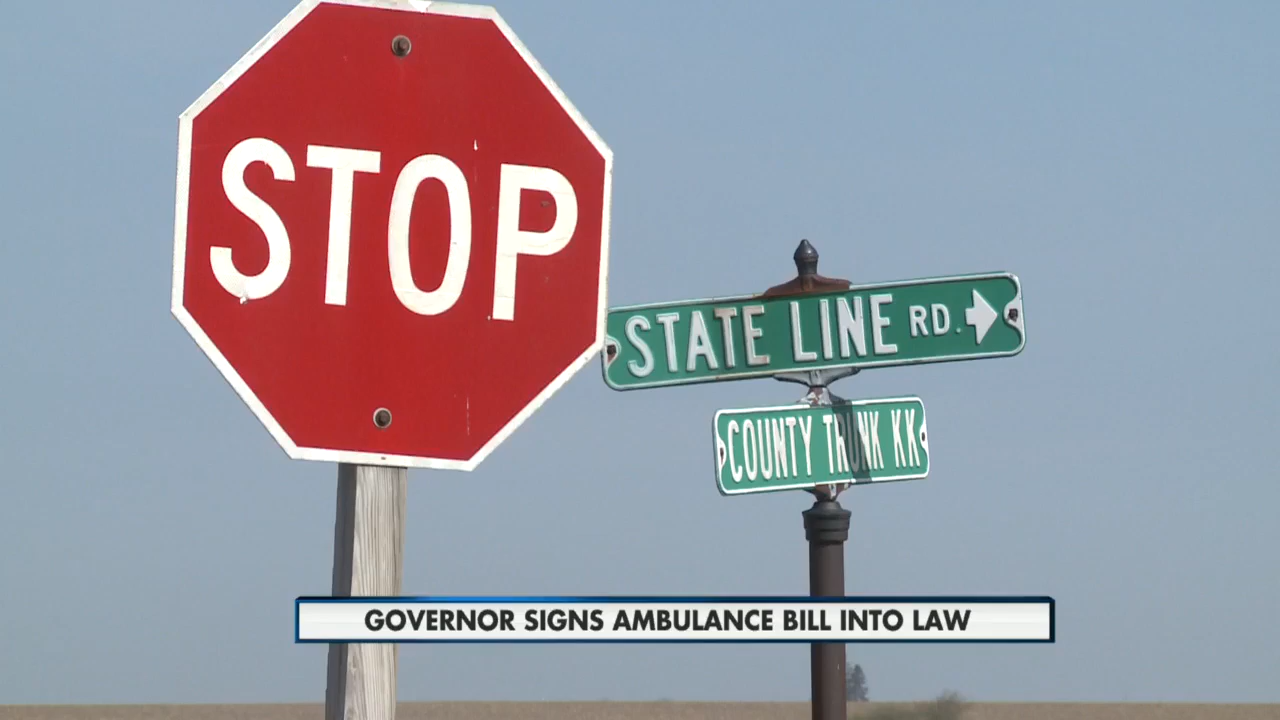 STOP
STATE LINE RD.
COUNTY TRUNK KK
GOVERNOR SIGNS AMBULANCE BILL INTO LAW